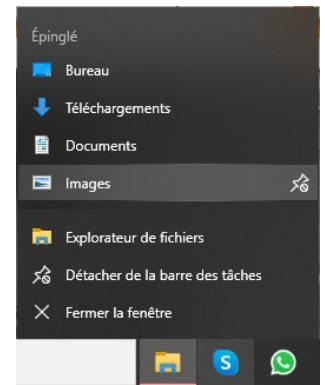 Épinglé
Bureau
Téléchargements
Documents
Images
Explorateur de fichiers
Détacher de la barre des tâches
Fermer la fenêtre